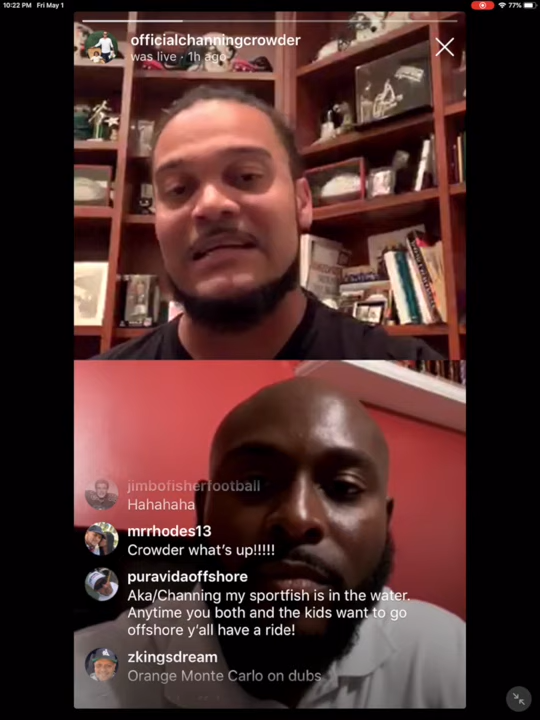 10:22 PM Fri May 1
77%
officialchanningcrowder
was live · 1h ago
jimbofisherfootball
Hahahaha
mrrhodes13
Crowder what's up!!!!!
puravidaoffshore
Aka/Channing my sportfish is in the water.
Anytime you both and the kids want to go
offshore y'all have a ride!
zkingsdream
Orange Monte Carlo on dubs